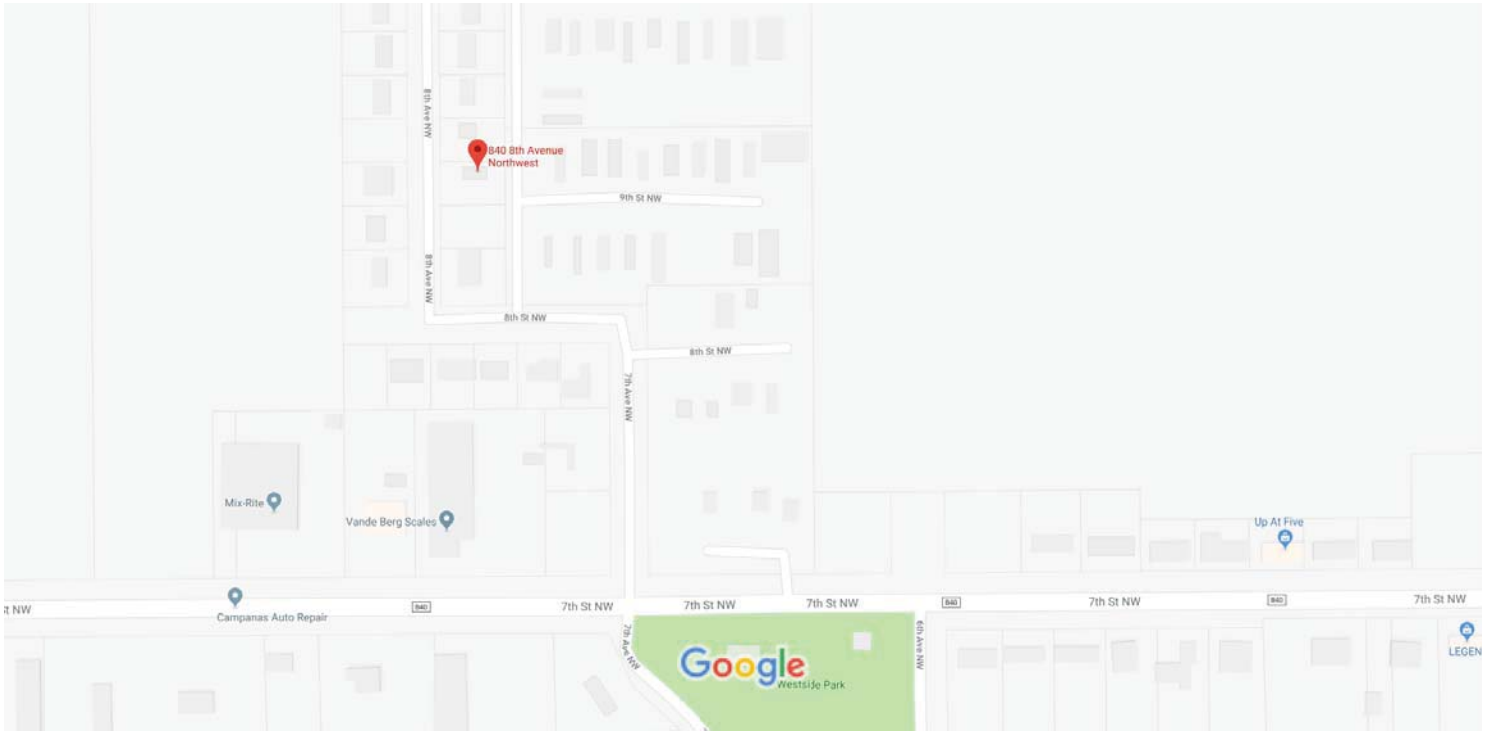 8th Ave NW
840 8th Avenue
Northwest
9th St NW
8th Ave NW
8th St NW
8th St NW
7th Ave NW
Mix-Rite
Vande Berg Scales
Up At Five
St NW
Campanas Auto Repair
B40
7th St NW
7th St NW
7th St NW
B40
7th St NW
B40
7th St NW
7th Ave NW
6th Ave NW
Google
Westside Park
LEGEN